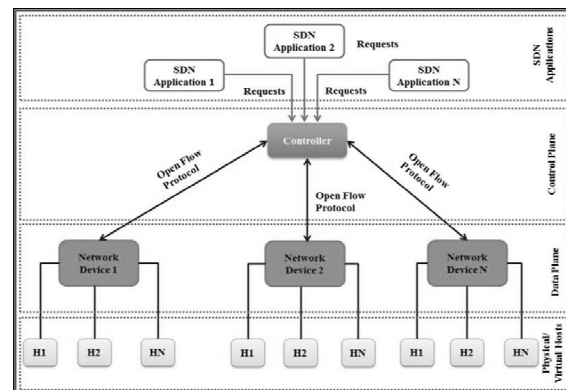 SDN
Application 2
Requests
SDN
Application 1
SDN
Application N
Requests
Requests
SDN
Applications
Controller
Open Flow
Protocol
Open Flow
Protocol
Open Flow
Protocol
Control Plane
Network
Device 1
Network
Device 2
Network
Device N
Data Plane
H1
H2
HN
H1
H2
HN
H1
H2
HN
Physical/
Virtual Hosts